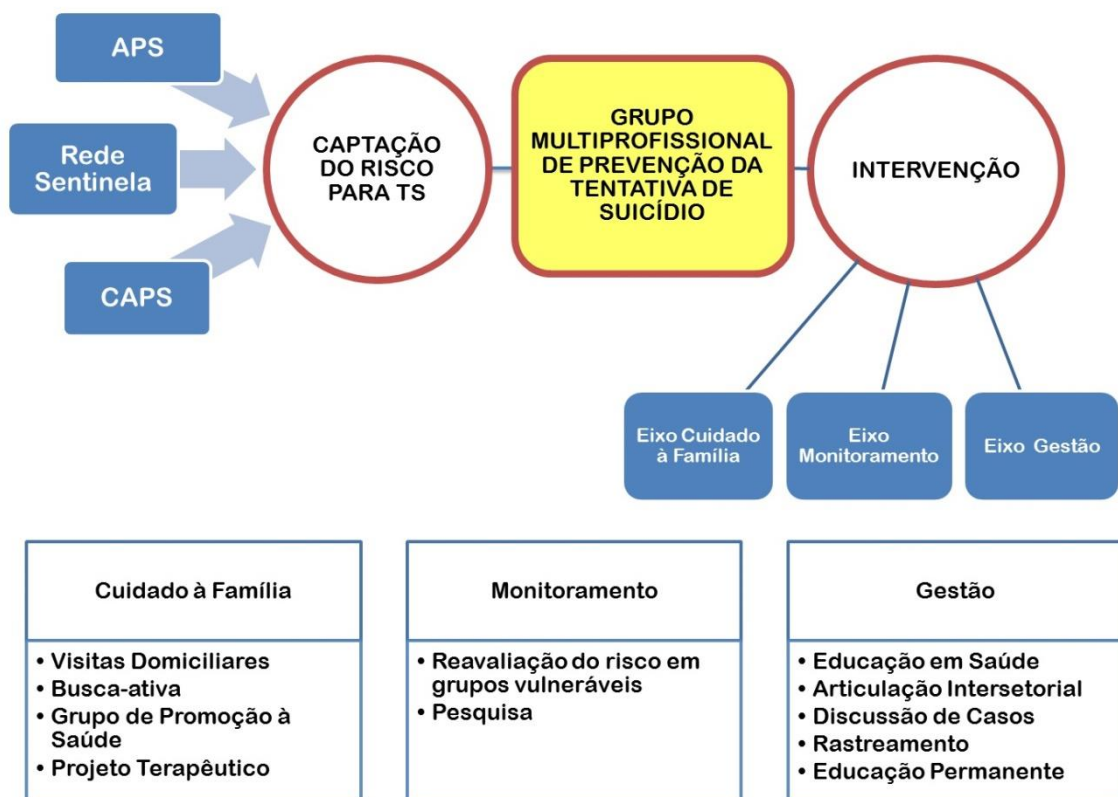 APS
Rede
Sentinela
CAPS
CAPTAÇÃO
DO RISCO
PARA TS
GRUPO
MULTIPROFISSIONAL
DE PREVENÇÃO DA
TENTATIVA DE
SUICÍDIO
INTERVENÇÃO
Eixo Cuidado
à Família
Eixo
Monitoramento
Eixo Gestão
Cuidado à Família
• Visitas Domiciliares
• Busca-ativa
• Grupo de Promoção à
Saúde
• Projeto Terapêutico
Monitoramento
• Reavaliação do risco em
grupos vulneráveis
• Pesquisa
Gestão
• Educação em Saúde
• Articulação Intersetorial
• Discussão de Casos
• Rastreamento
• Educação Permanente